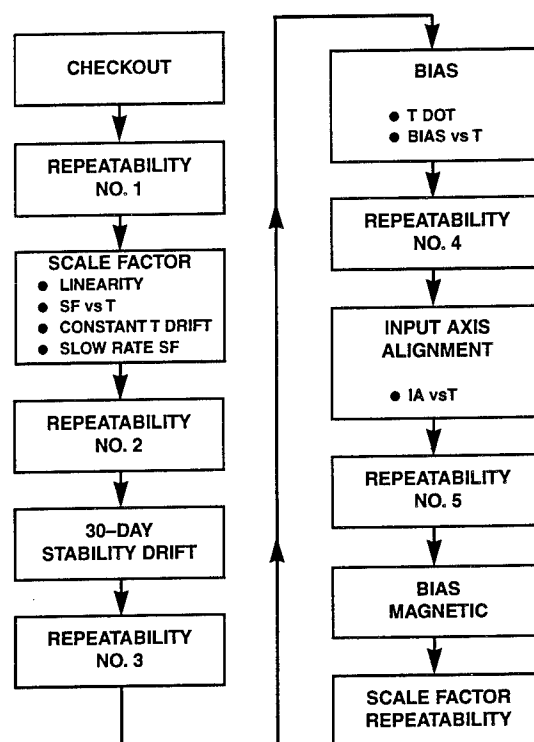 CHECKOUT
REPEATABILITY
NO. 1
SCALE FACTOR
● LINEARITY
● SF vs T
● CONSTANT T DRIFT
● SLOW RATE SF
REPEATABILITY
NO. 2
30–DAY
STABILITY DRIFT
REPEATABILITY
NO. 3
BIAS
● T DOT
● BIAS vs T
REPEATABILITY
NO. 4
INPUT AXIS
ALIGNMENT
● IA vsT
REPEATABILITY
NO. 5
BIAS
MAGNETIC
SCALE FACTOR
REPEATABILITY